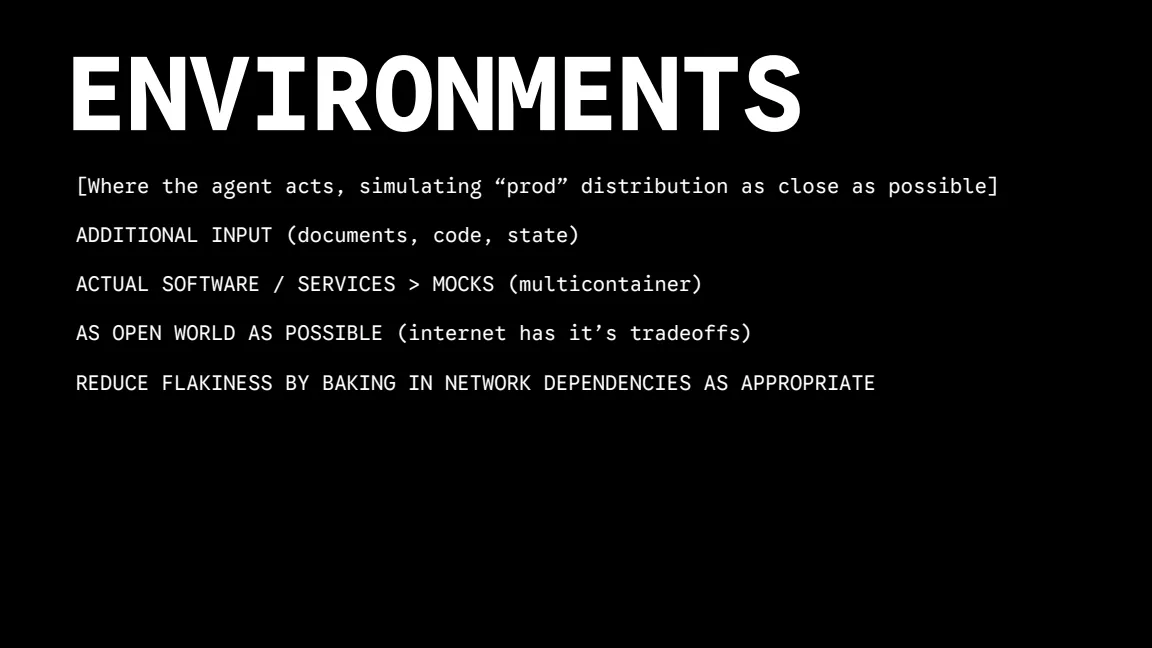 ENVIRONMENTS
[Where the agent acts, simulating “prod” distribution as close as possible]
ADDITIONAL INPUT (documents, code, state)
ACTUAL SOFTWARE / SERVICES > MOCKS (multicontainer)
AS OPEN WORLD AS POSSIBLE (internet has it’s tradeoffs)
REDUCE FLAKINESS BY BAKING IN NETWORK DEPENDENCIES AS APPROPRIATE